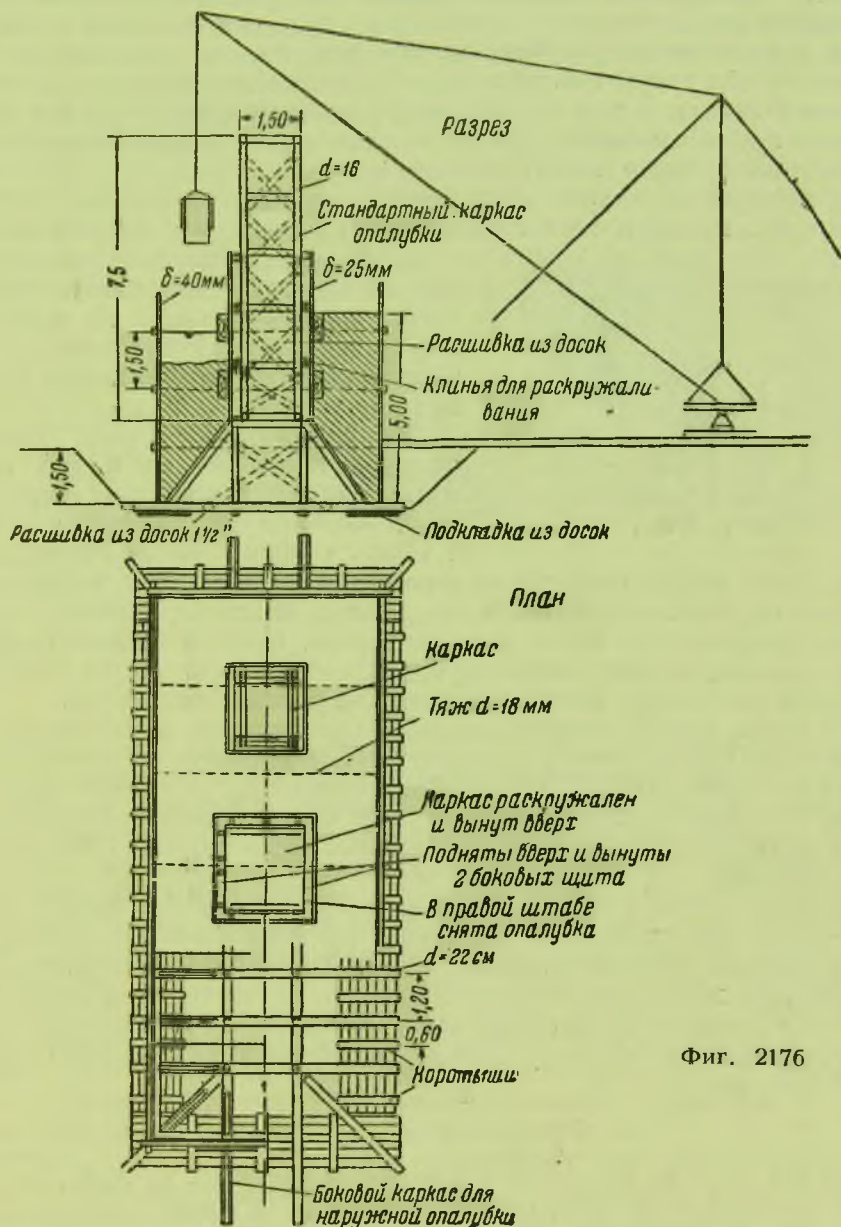 1,50
Разрез
d=16
Стандартный каркас
опалубки
7,5
δ=40мм
δ=25мм
1,50
Расшивка из досок
Клинья для раскружали
вания
5,00
1,50
Расшивка из досок 1 1/2"
Подкладка из досок
План
Каркас
Тяж d=18 мм
Каркас раскружален
и вынут вверх
Подняты вверх и вынуты
2 боковых щита
В правой штабе
снята опалубка
d=22 см
1,20
0,60
Коротыши
Фиг. 2176
Боковой каркас для
наружной опалубки